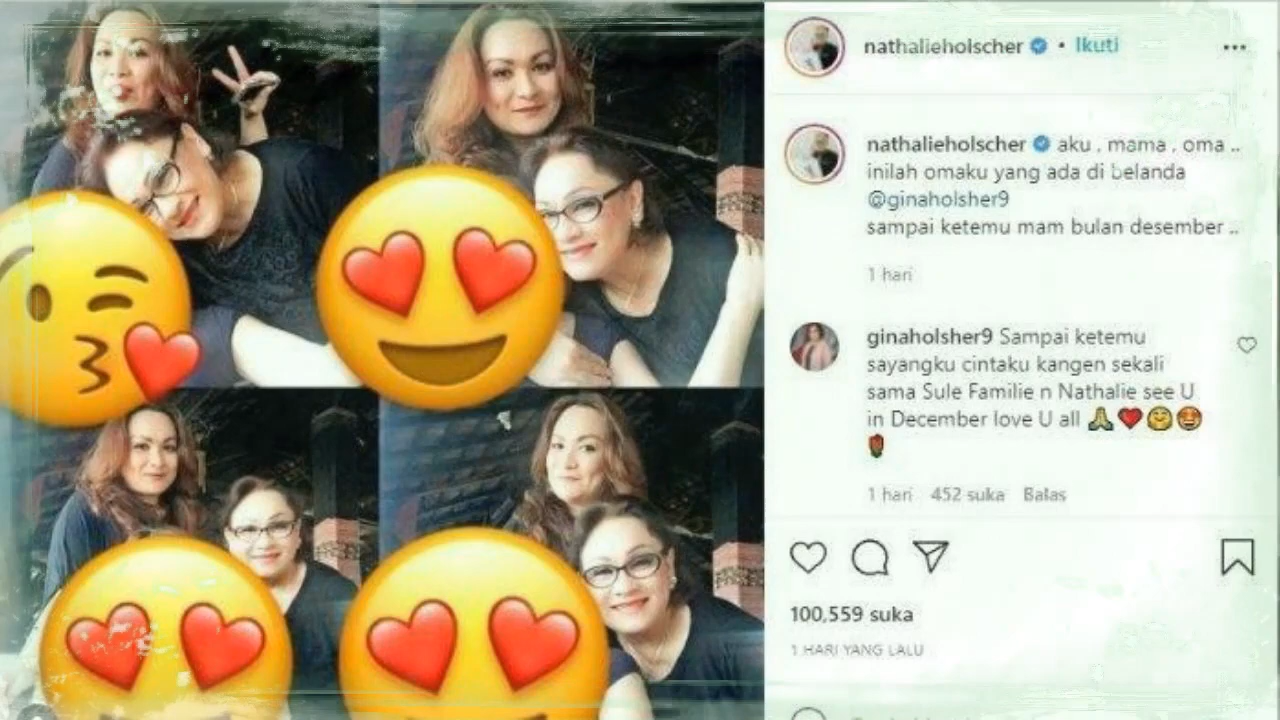 nathalieholscher • Ikuti
nathalieholscher aku , mama , oma ..
inilah omaku yang ada di belanda
@ginaholsher9
sampai ketemu mam bulan desember ..
1 hari
ginaholsher9 Sampai ketemu
sayangku cintaku kangen sekali
sama Sule Familie n Nathalie see U
in December love U all 🙏❤️🤗🤩
🌹
1 hari 452 suka Balas
100,559 suka
1 HARI YANG LALU